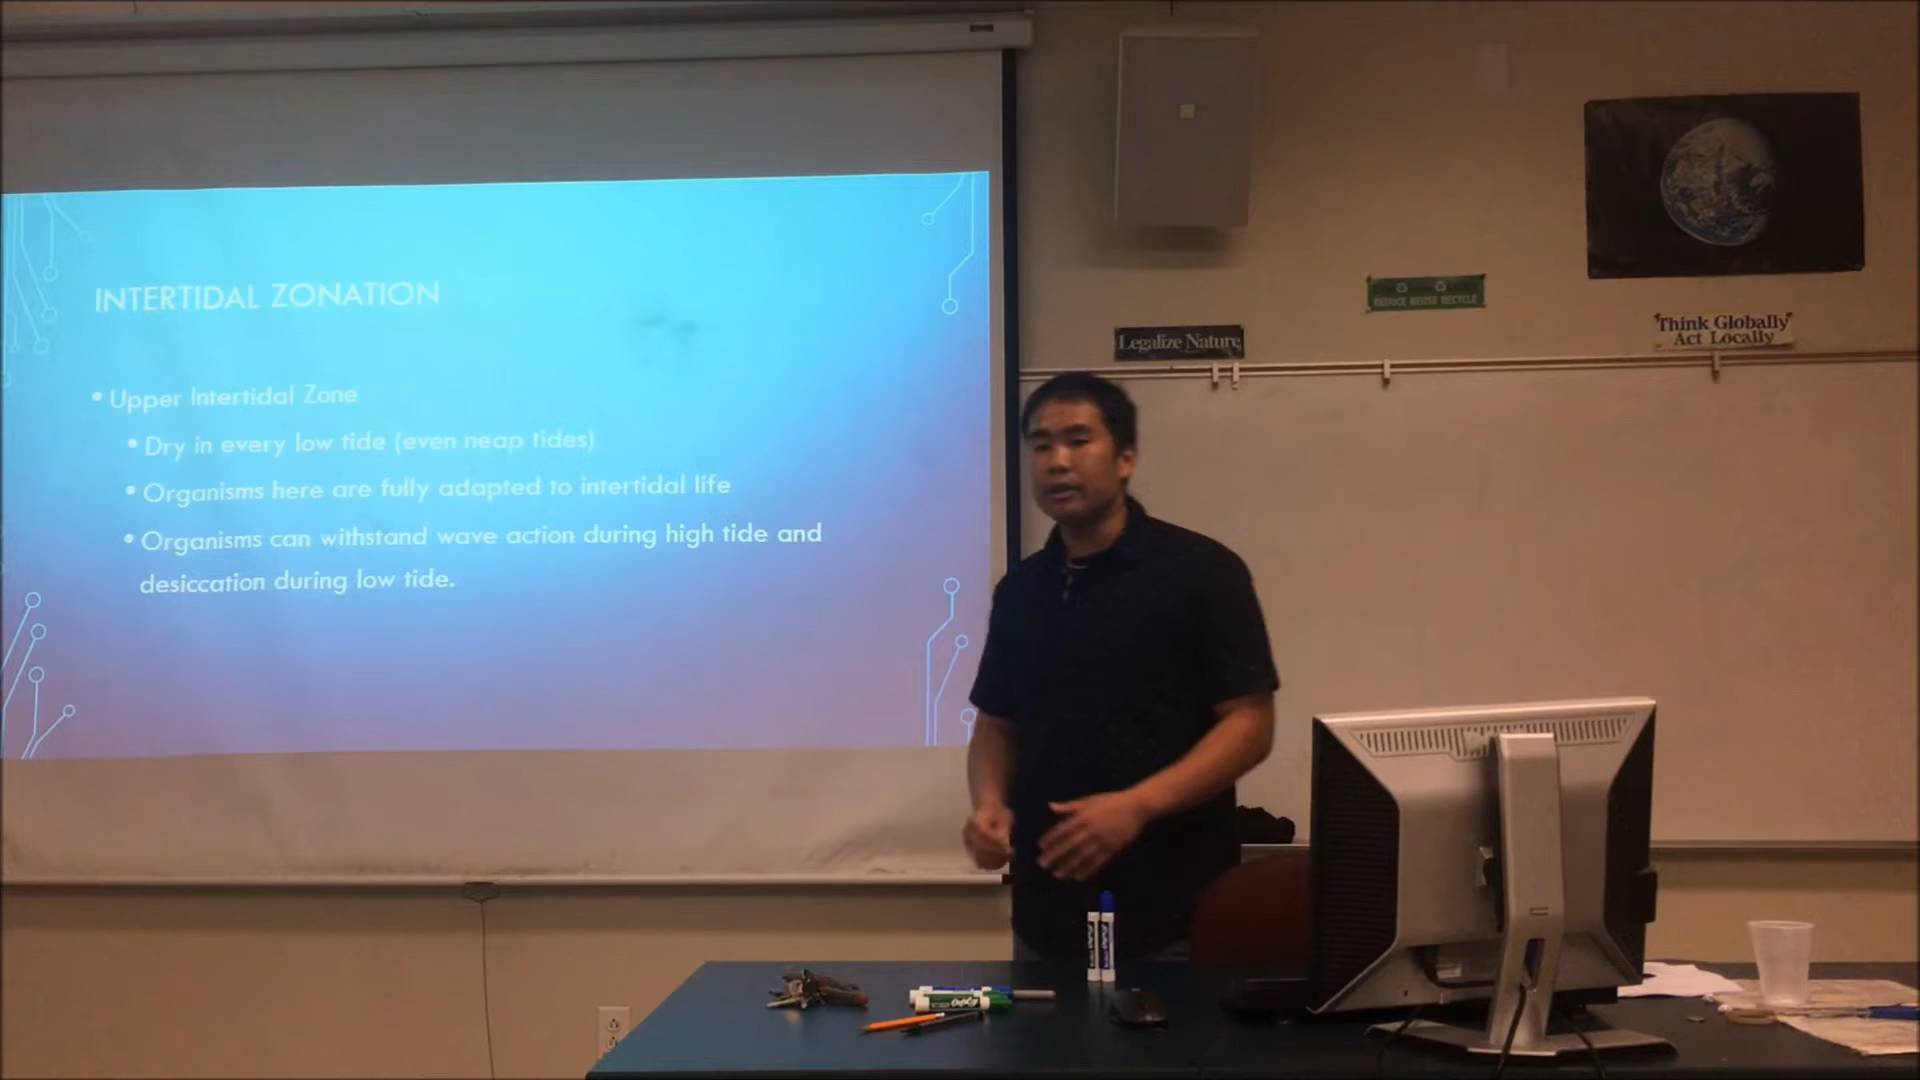 INTERTIDAL ZONATION
• Upper Intertidal Zone
• Dry in every low tide (even neap tides)
• Organisms here are fully adapted to intertidal life
• Organisms can withstand wave action during high tide and
desiccation during low tide.
Legalize Nature
REDUCE REUSE RECYCLE
Think Globally
Act Locally
EXPO